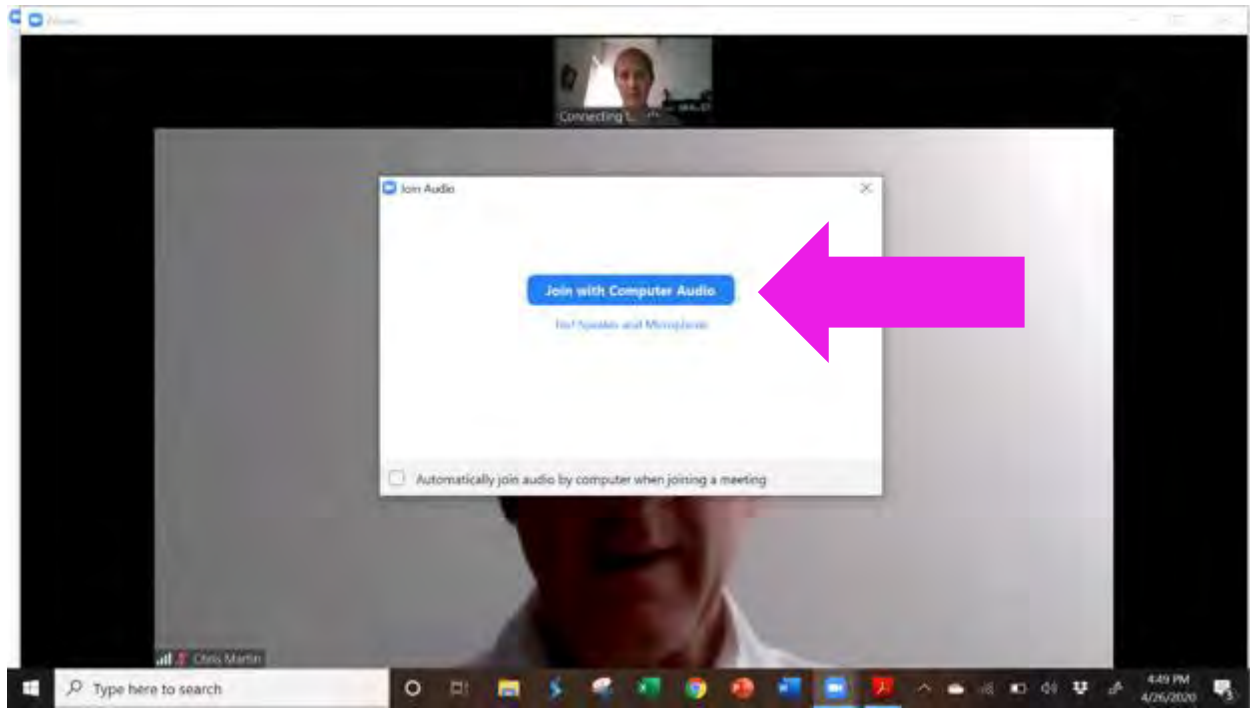 Connecting t...
Join Audio
Join with Computer Audio
Test Speaker and Microphone
Automatically join audio by computer when joining a meeting
Chris Martin
Type here to search
4:49 PM
4/26/2020